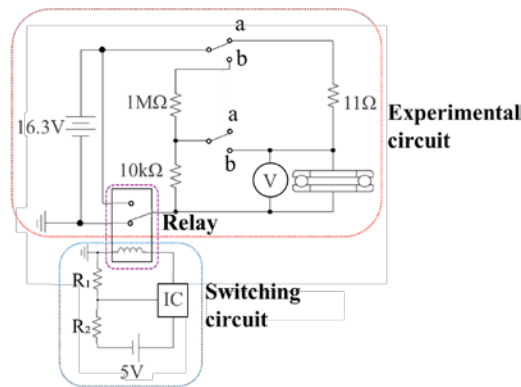 a
b
16.3V
1MΩ
11Ω
a
b
10kΩ
V
Experimental
circuit
Relay
R₁
IC
R₂
5V
Switching
circuit